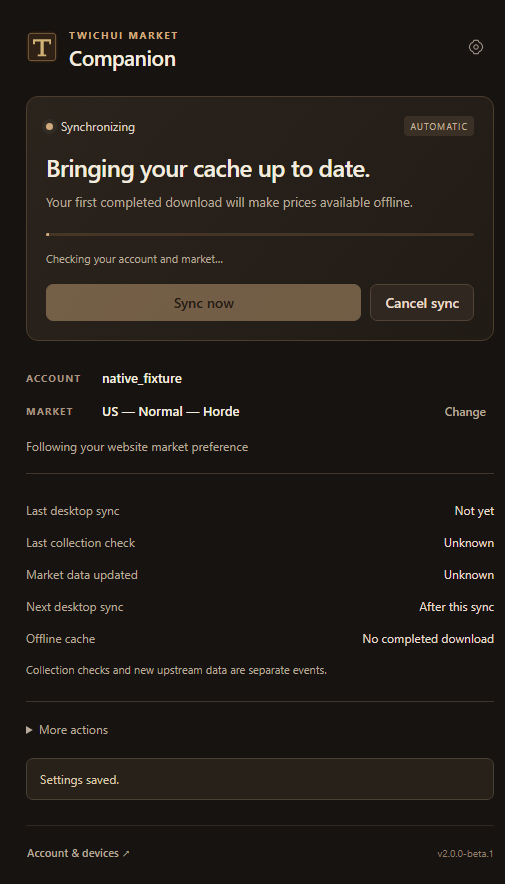 T
TWICHUI MARKET
Companion
Synchronizing
AUTOMATIC
Bringing your cache up to date.
Your first completed download will make prices available offline.
Checking your account and market...
Sync now
Cancel sync
ACCOUNT native_fixture
MARKET US — Normal — Horde Change
Following your website market preference
Last desktop sync Not yet
Last collection check Unknown
Market data updated Unknown
Next desktop sync After this sync
Offline cache No completed download
Collection checks and new upstream data are separate events.
▶ More actions
Settings saved.
Account & devices ↗ v2.0.0-beta.1